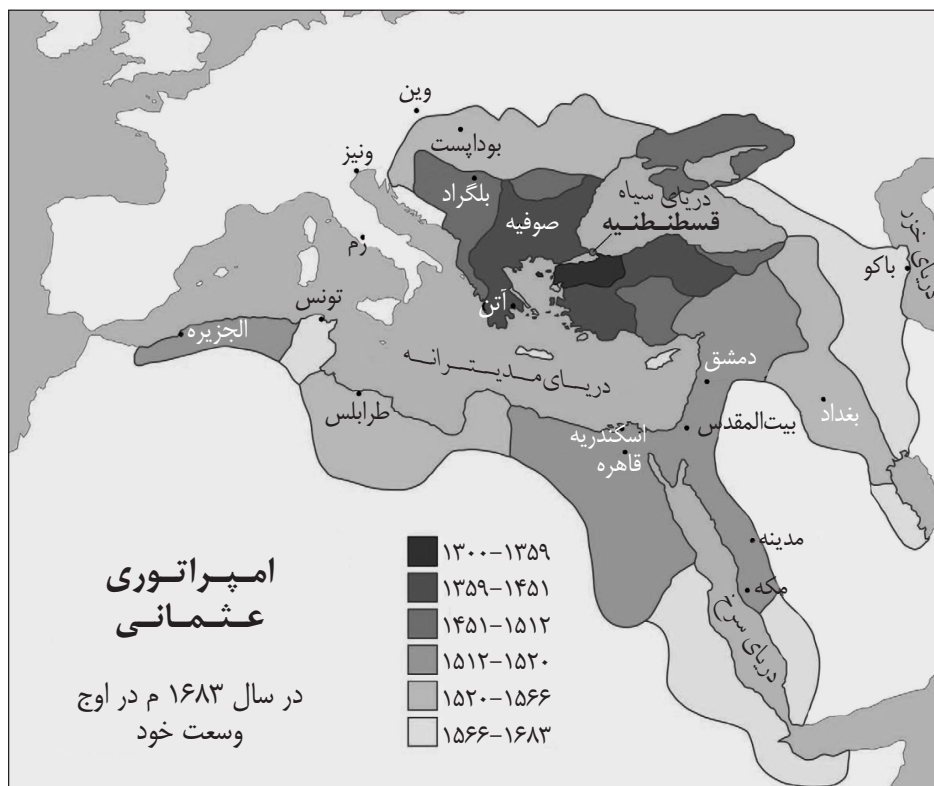 وین
بوداپست
ونیز
بلگراد
دریای سیاه
صوفیه
قسطنطنیه
رم
باکو
دریای خزر
آتن
تونس
الجزیره
دریای مدیترانه
دمشق
طرابلس
بغداد
بیت‌المقدس
اسکندریه
قاهره
مدینه
مکه
دریای سرخ
امپراتوری
عثمانی
در سال ۱۶۸۳ م در اوج
وسعت خود
۱۳۰۰-۱۳۵۹
۱۳۵۹-۱۴۵۱
۱۴۵۱-۱۵۱۲
۱۵۱۲-۱۵۲۰
۱۵۲۰-۱۵۶۶
۱۵۶۶-۱۶۸۳